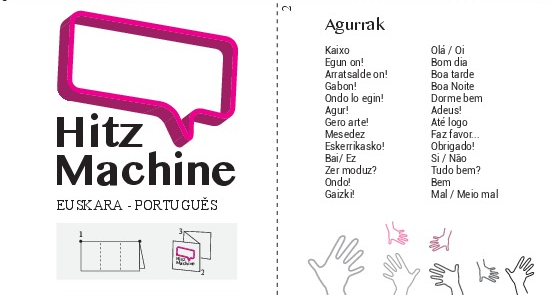 Hitz
Machine
EUSKARA - PORTUGUÊS
1
3
Hitz
Machine
2
2
Agurrak
Kaixo Olá / Oi
Egun on! Bom dia
Arratsalde on! Boa tarde
Gabon! Boa Noite
Ondo lo egin! Dorme bem
Agur! Adeus!
Gero arte! Até logo
Mesedez Faz favor...
Eskerrikasko! Obrigado!
Bai/ Ez Si / Não
Zer moduz? Tudo bem?
Ondo! Bem
Gaizki! Mal / Meio mal